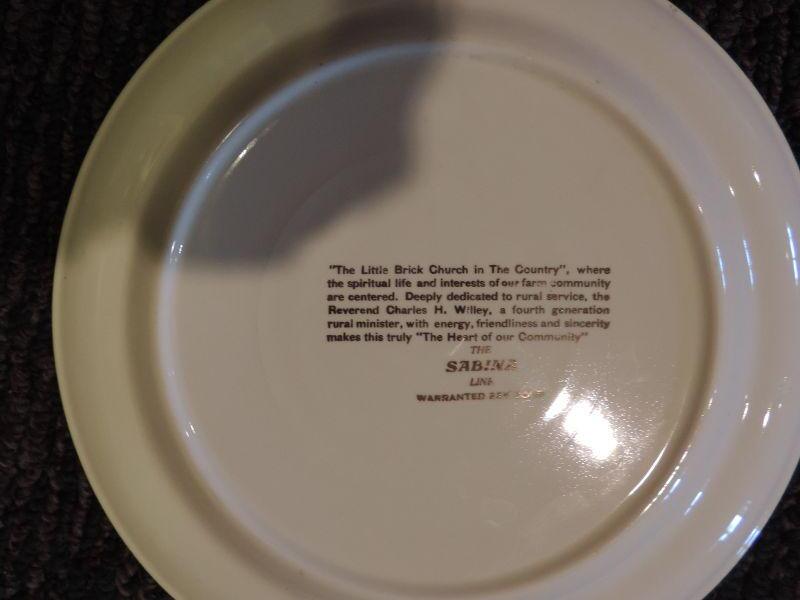 "The Little Brick Church in The Country", where
the spiritual life and interests of our farm community
are centered. Deeply dedicated to rural service, the
Reverend Charles H. Willey, a fourth generation
rural minister, with energy, friendliness and sincerity
makes this truly "The Heart of our Community"
THE
SABINA
LINE
WARRANTED